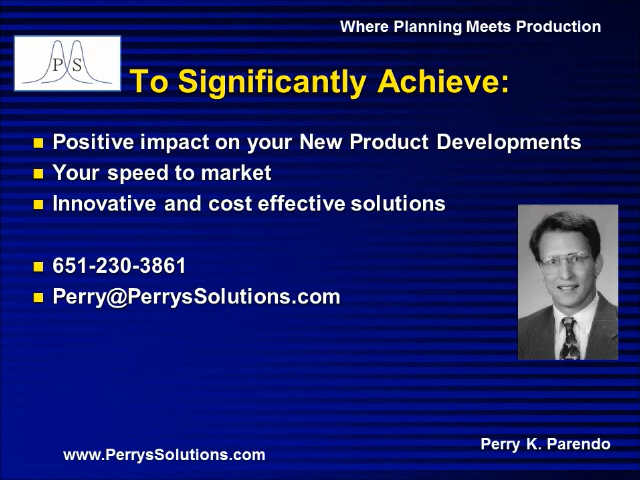 Where Planning Meets Production
P S
To Significantly Achieve:
Positive impact on your New Product Developments
Your speed to market
Innovative and cost effective solutions
651-230-3861
Perry@PerrysSolutions.com
Perry K. Parendo
www.PerrysSolutions.com